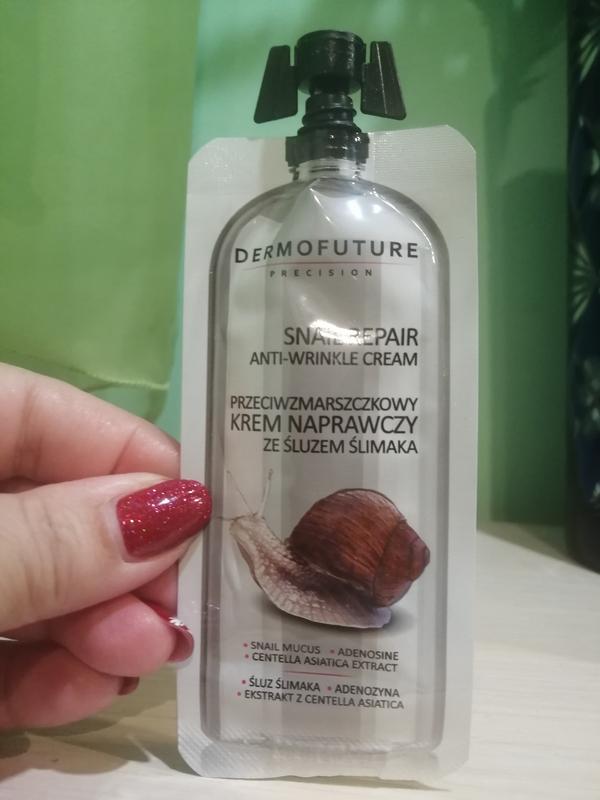 DERMOFUTURE
PRECISION
SNAIL REPAIR
ANTI-WRINKLE CREAM
PRZECIWZMARSZCZKOWY
KREM NAPRAWCZY
ZE ŚLUZEM ŚLIMAKA
• SNAIL MUCUS • ADENOSINE
• CENTELLA ASIATICA EXTRACT
• ŚLUZ ŚLIMAKA • ADENOZYNA
• EKSTRAKT Z CENTELLA ASIATICA